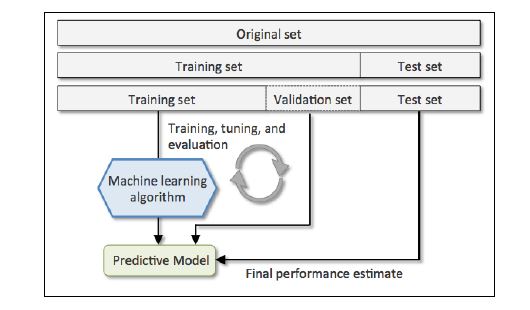 Original set
Training set
Test set
Training set
Validation set
Test set
Training, tuning, and
evaluation
Machine learning
algorithm
Predictive Model
Final performance estimate